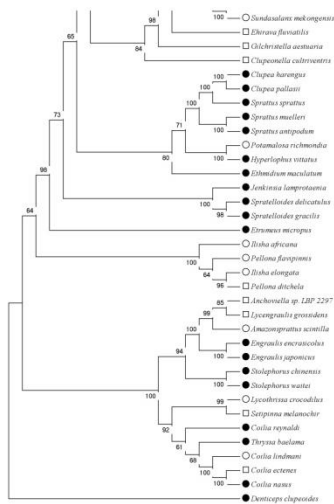 100 Sundasalanx mekongensis
Ehirava fluviatilis
98
Gilchristella aestuaria
84
Clupeonella cultriventris
65
Clupea harengus
100
Clupea pallasii
100
Sprattus sprattus
100
Sprattus muelleri
100
Sprattus antipodum
73
71
Potamalosa richmondia
100
Hyperlophus vittatus
80
Ethmidium maculatum
98
Jenkinsia lamprotaenia
100
Spratelloides delicatulus
98
Spratelloides gracilis
64
Etrumeus micropus
Ilisha africana
Pellona flavipinnis
100
Ilisha elongata
64
96
Pellona ditchela
65
Anchoviella sp. LBP 2297
99
Lycengraulis grossidens
100
Amazonsprattus scintilla
Engraulis encrasicolus
94
100
Engraulis japonicus
Stolephorus chinensis
100
Stolephorus waitei
100
99
Lycothrissa crocodilus
Setipinna melanochir
92
Coilia reynaldi
Thryssa baelama
61
Coilia lindmani
68
Coilia ectenes
100
Coilia nasus
100
Denticeps clupeoides